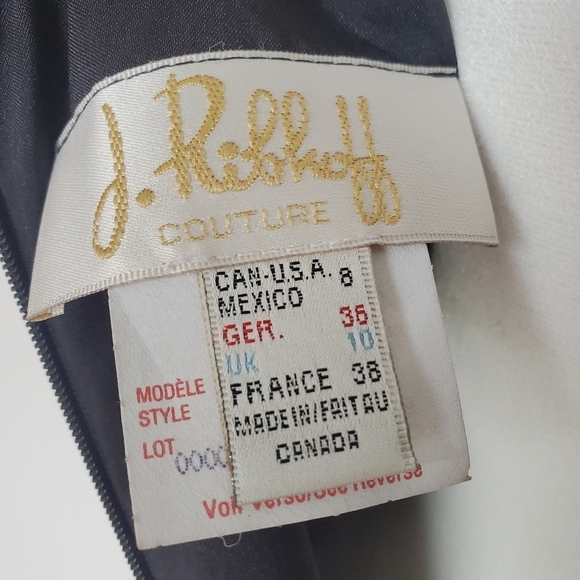 J. Ribkoff
COUTURE
CAN-U.S.A. 8
MEXICO
GER. 36
UK 10
FRANCE 38
MADE IN/FAIT AU
CANADA
MODÈLE
STYLE
LOT 0000
Voir Verso/See Reverse